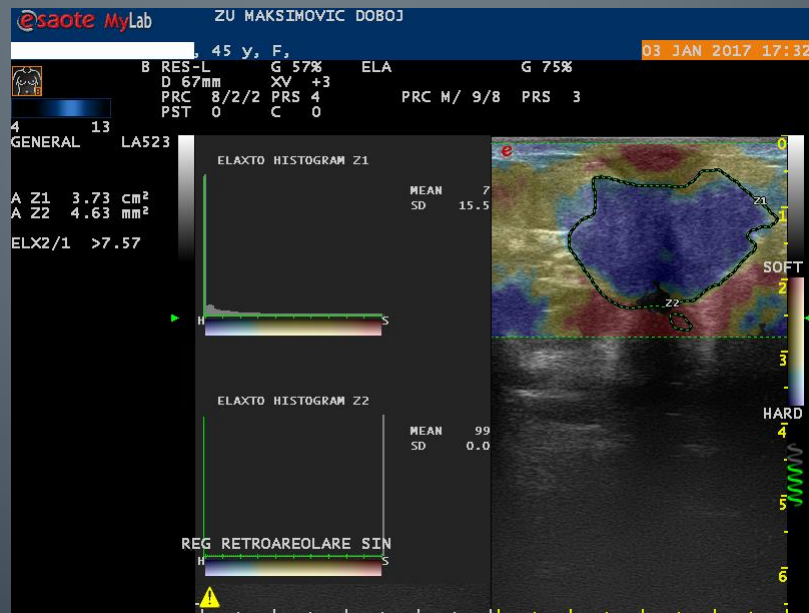 esaote MyLab
ZU MAKSIMOVIC DOBOJ
, 45 y, F,
03 JAN 2017 17:32
B RES-L G 57% ELA G 75%
D 67mm XV +3
PRC 8/2/2 PRS 4 PRC M/ 9/8 PRS 3
PST 0 C 0
4 13
GENERAL LA523
A Z1 3.73 cm²
A Z2 4.63 mm²
ELX2/1 >7.57
ELAXTO HISTOGRAM Z1
MEAN 7
SD 15.5
H S
ELAXTO HISTOGRAM Z2
MEAN 99
SD 0.0
REG RETROAREOLARE SIN
H S
e
Z1
Z2
0
1
2
3
4
5
6
SOFT
HARD